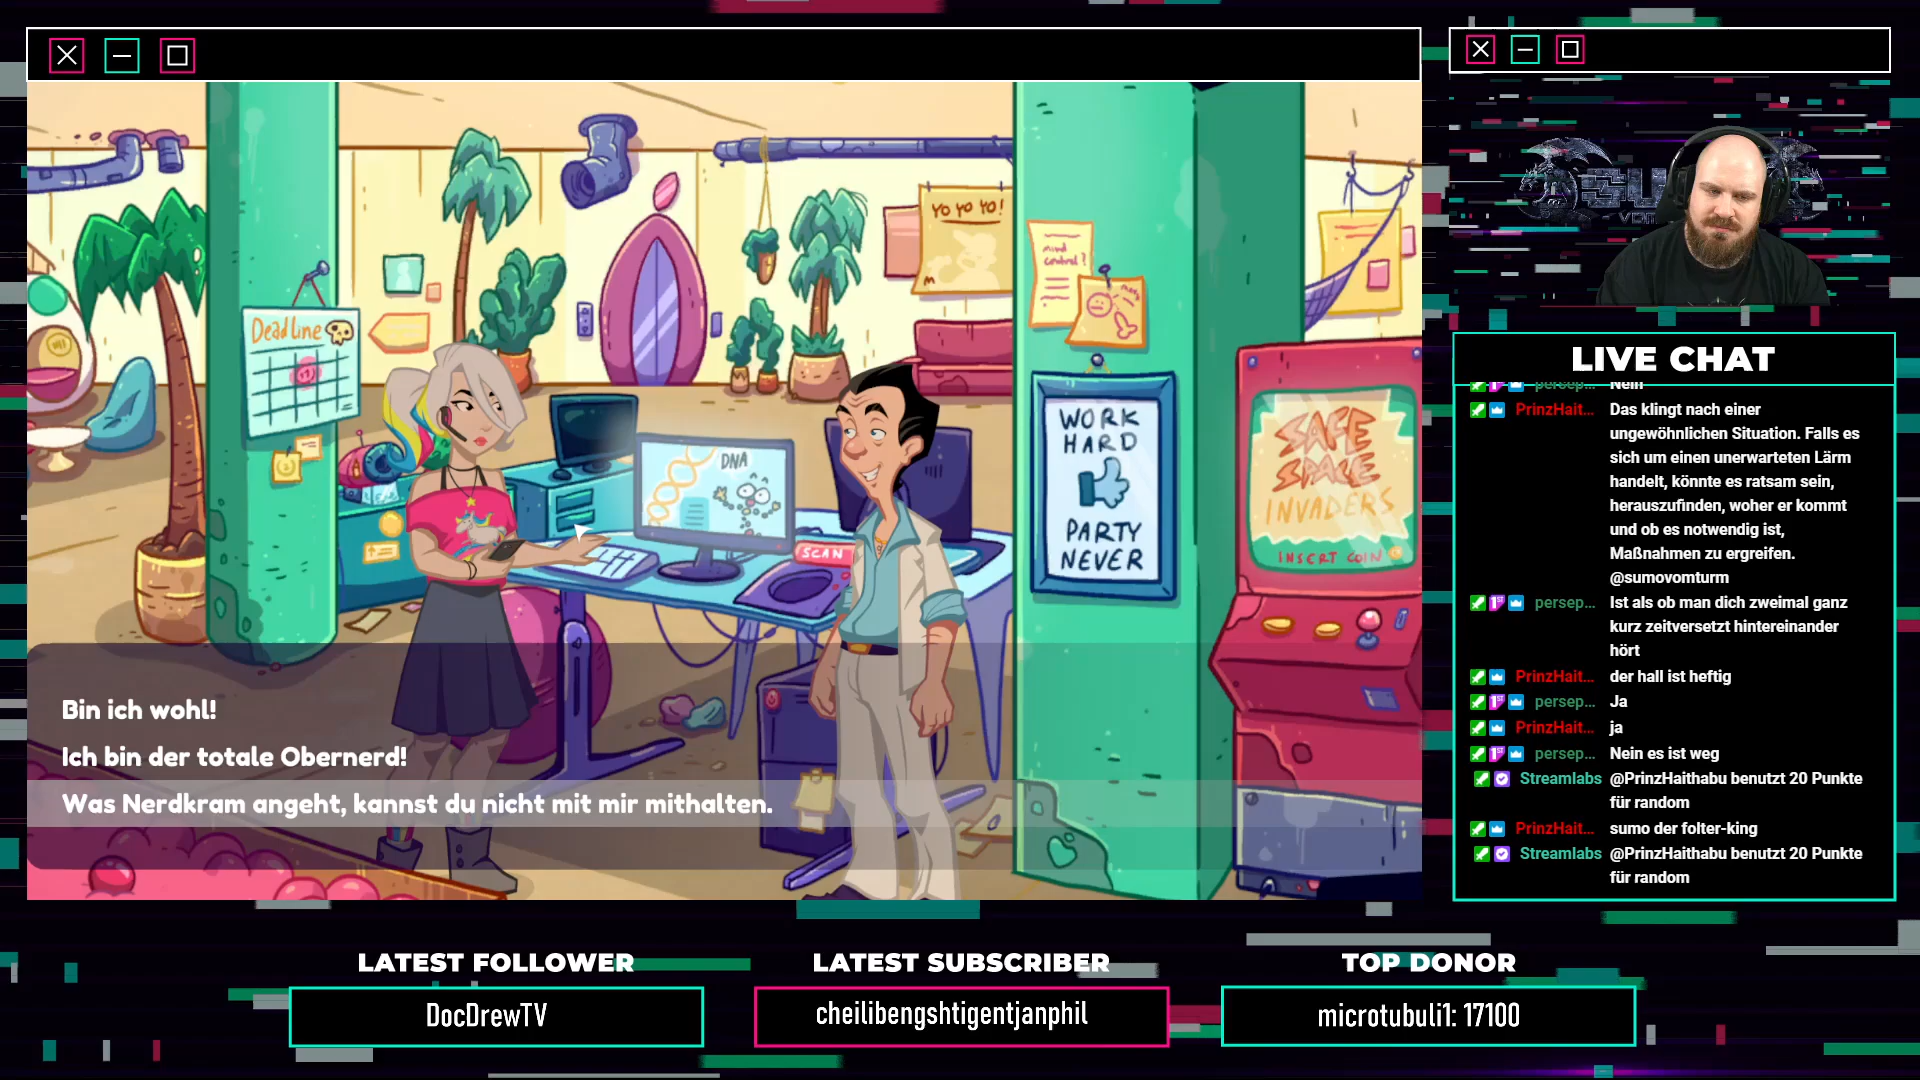 YO YO YO!
mind
control?
Deadline
DNA
SCAN
WORK
HARD
PARTY
NEVER
SAFE
SPACE
INVADERS
INSERT COIN
Bin ich wohl!
Ich bin der totale Obernerd!
Was Nerdkram angeht, kannst du nicht mit mir mithalten.
LIVE CHAT
persep... Nein
PrinzHait... Das klingt nach einer
ungewöhnlichen Situation. Falls es
sich um einen unerwarteten Lärm
handelt, könnte es ratsam sein,
herauszufinden, woher er kommt
und ob es notwendig ist,
Maßnahmen zu ergreifen.
@sumovomturm
persep... Ist als ob man dich zweimal ganz
kurz zeitversetzt hintereinander
hört
PrinzHait... der hall ist heftig
persep... Ja
PrinzHait... ja
persep... Nein es ist weg
Streamlabs @PrinzHaithabu benutzt 20 Punkte
für random
PrinzHait... sumo der folter-king
Streamlabs @PrinzHaithabu benutzt 20 Punkte
für random
LATEST FOLLOWER
DocDrewTV
LATEST SUBSCRIBER
cheilibengshtigentjanphil
TOP DONOR
microtubuli1: 17100